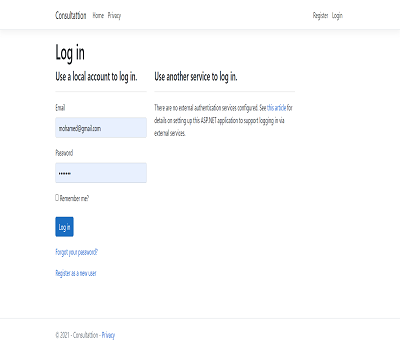 Consultattion Home Privacy Register Login
Log in
Use a local account to log in.
Email
mohamed@gmail.com
Password
•••••••
Remember me?
Log in
Forgot your password?
Register as a new user
Use another service to log in.
There are no external authentication services configured. See this article for
details on setting up this ASP.NET application to support logging in via
external services.
© 2021 - Consultattion - Privacy